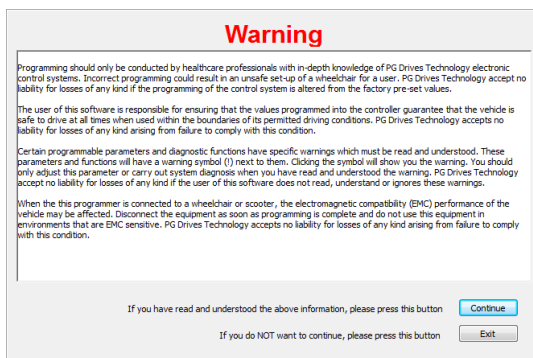 Warning
Programming should only be conducted by healthcare professionals with in-depth knowledge of PG Drives Technology electronic
control systems. Incorrect programming could result in an unsafe set-up of a wheelchair for a user. PG Drives Technology accept no
liability for losses of any kind if the programming of the control system is altered from the factory pre-set values.
The user of this software is responsible for ensuring that the values programmed into the controller guarantee that the vehicle is
safe to drive at all times when used within the boundaries of its permitted driving conditions. PG Drives Technology accepts no
liability for losses of any kind arising from failure to comply with this condition.
Certain programmable parameters and diagnostic functions have specific warnings which must be read and understood. These
parameters and functions will have a warning symbol (!) next to them. Clicking the symbol will show you the warning. You should
only adjust this parameter or carry out system diagnosis when you have read and understood the warning. PG Drives Technology
accept no liability for losses of any kind if the user of this software does not read, understand or ignores these warnings.
When the this programmer is connected to a wheelchair or scooter, the electromagnetic compatibility (EMC) performance of the
vehicle may be affected. Disconnect the equipment as soon as programming is complete and do not use this equipment in
environments that are EMC sensitive. PG Drives Technology accepts no liability for losses of any kind arising from failure to comply
with this condition.
If you have read and understood the above information, please press this button Continue
If you do NOT want to continue, please press this button Exit